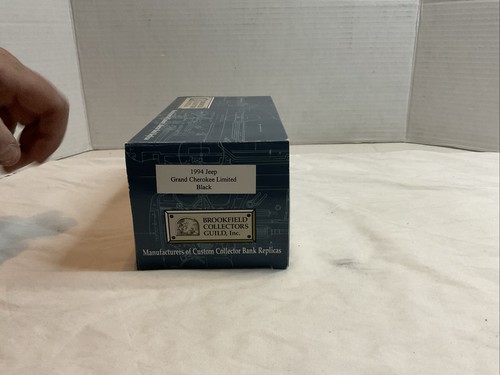 1994 Jeep
Grand Cherokee Limited
Black
BROOKFIELD
COLLECTORS
GUILD, Inc.
Manufacturers of Custom Collector Bank Replicas